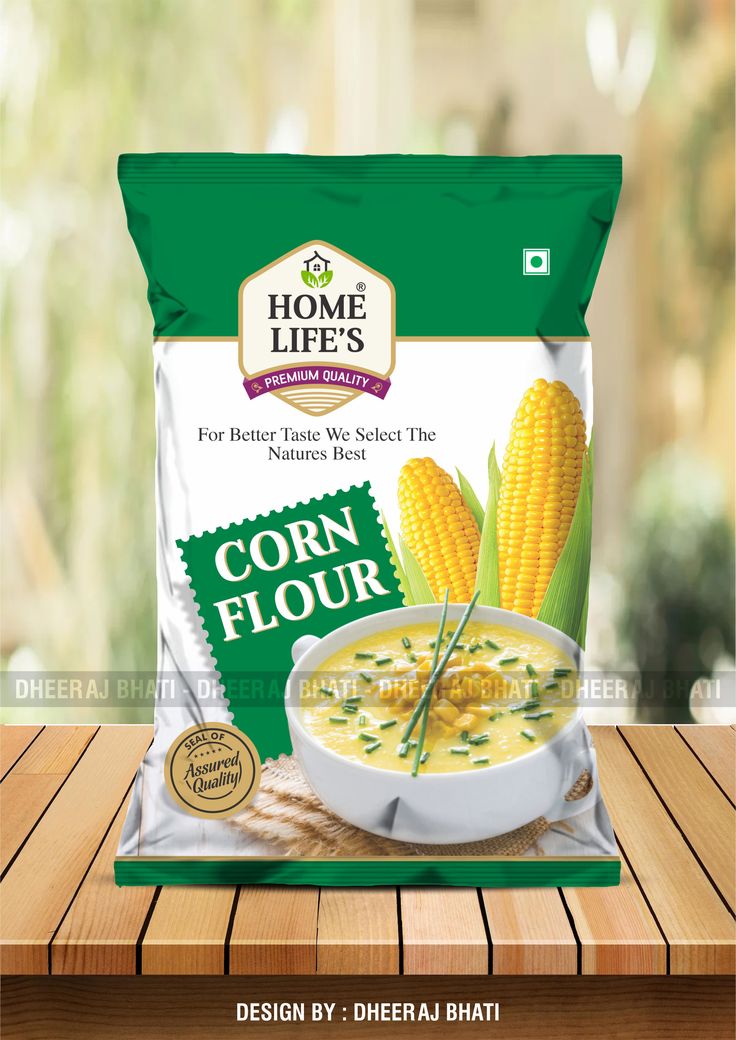 HOME ®
LIFE'S
PREMIUM QUALITY
For Better Taste We Select The
Natures Best
CORN
FLOUR
DHEERAJ BHATI - DHEERAJ BHATI - DHEERAJ BHATI - DHEERAJ BHATI
SEAL OF
Assured
Quality
DESIGN BY : DHEERAJ BHATI